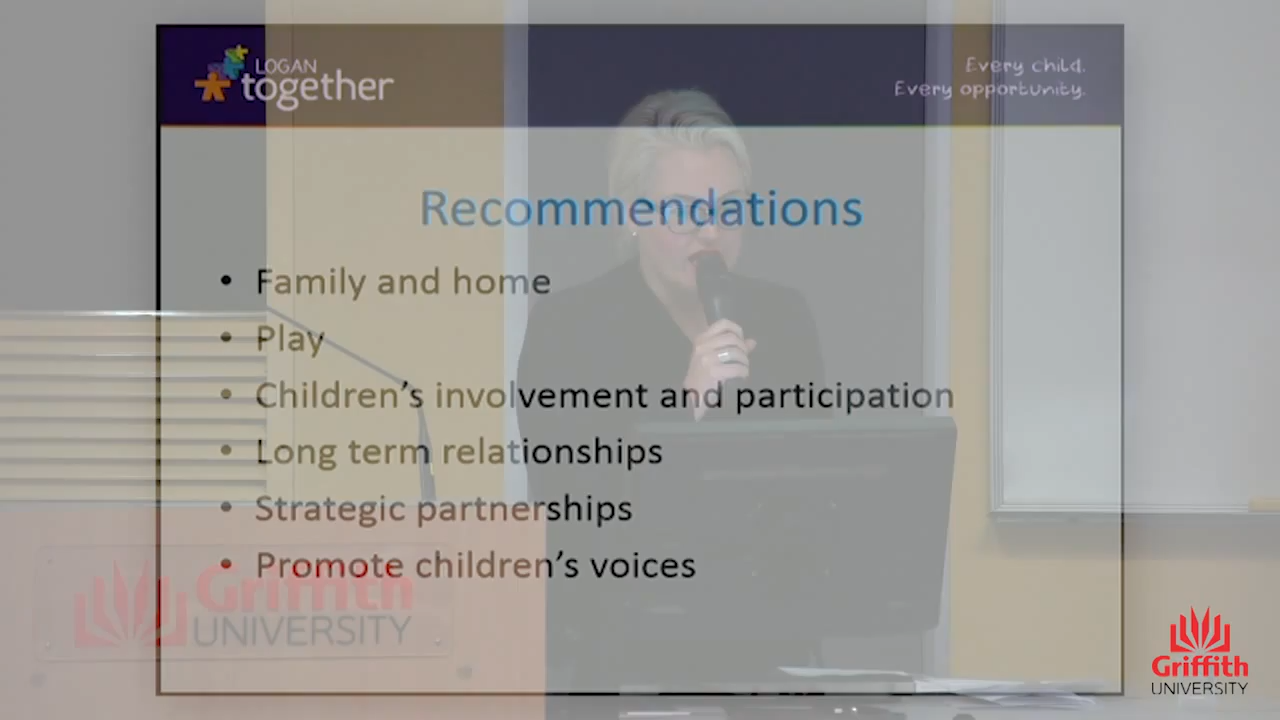 LOGAN
together
Every child.
Every opportunity.
Recommendations
• Family and home
• Play
• Children's involvement and participation
• Long term relationships
• Strategic partnerships
• Promote children's voices
Griffith
UNIVERSITY
Griffith
UNIVERSITY